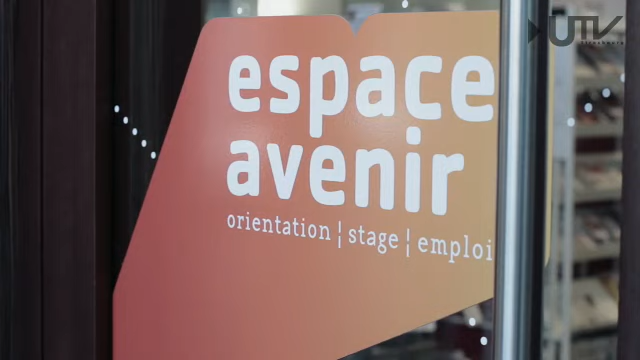 espace
avenir
orientation ¦ stage ¦ emploi
UTV